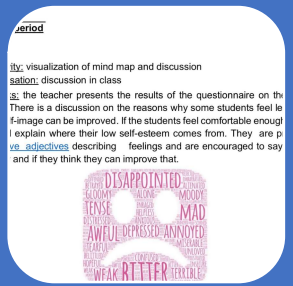 period
ity: visualization of mind map and discussion
sation: discussion in class
s: the teacher presents the results of the questionnaire on the
There is a discussion on the reasons why some students feel le
f-image can be improved. If the students feel comfortable enough
l explain where their low self-esteem comes from. They are p
ve adjectives describing feelings and are encouraged to say
and if they think they can improve that.
DISAPPOINTED
ALONE MOODY
TENSE MAD
AWFUL DEPRESSED ANNOYED
MISERABLE
CONFUSED
WEAK BITTER TERRIBLE